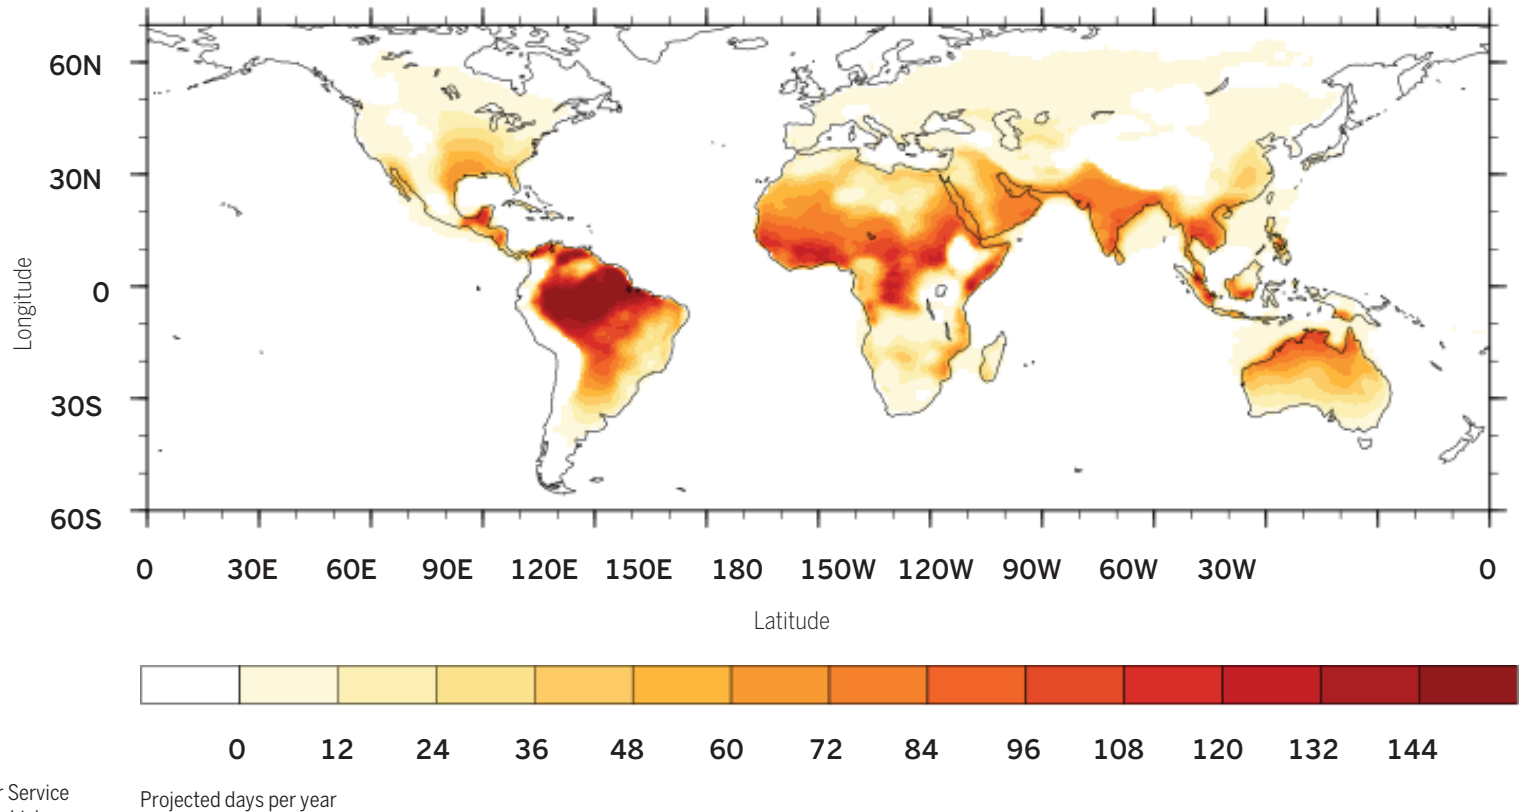 60N
30N
0
30S
60S
Longitude
0 30E 60E 90E 120E 150E 180 150W 120W 90W 60W 30W 0
Latitude
0 12 24 36 48 60 72 84 96 108 120 132 144
Service
Projected days per year